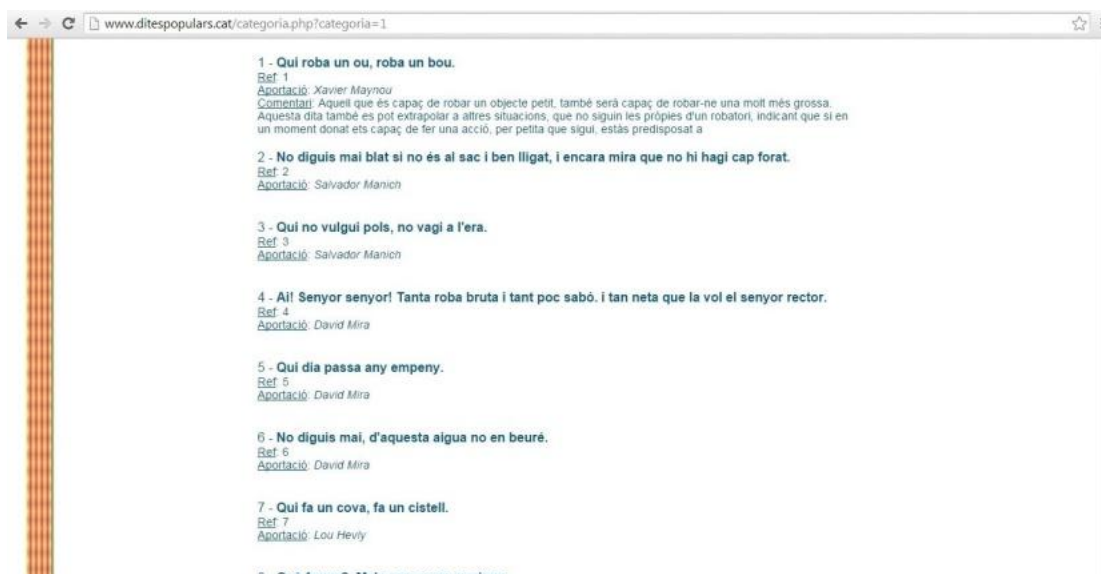 www.ditespopulars.cat/categoria.php?categoria=1
1 - Qui roba un ou, roba un bou.
Ref: 1
Aportació: Xavier Maynou
Comentari: Aquell que és capaç de robar un objecte petit, també serà capaç de robar-ne una molt més grossa.
Aquesta dita també es pot extrapolar a altres situacions, que no siguin les pròpies d'un robatori, indicant que si en
un moment donat ets capaç de fer una acció, per petita que sigui, estàs predisposat a
2 - No diguis mai blat si no és al sac i ben lligat, i encara mira que no hi hagi cap forat.
Ref: 2
Aportació: Salvador Manich
3 - Qui no vulgui pols, no vagi a l'era.
Ref: 3
Aportació: Salvador Manich
4 - Ai! Senyor senyor! Tanta roba bruta i tant poc sabó. i tan neta que la vol el senyor rector.
Ref: 4
Aportació: David Mira
5 - Qui dia passa any empeny.
Ref: 5
Aportació: David Mira
6 - No diguis mai, d'aquesta aigua no en beuré.
Ref: 6
Aportació: David Mira
7 - Qui fa un cova, fa un cistell.
Ref: 7
Aportació: Lou Hevly